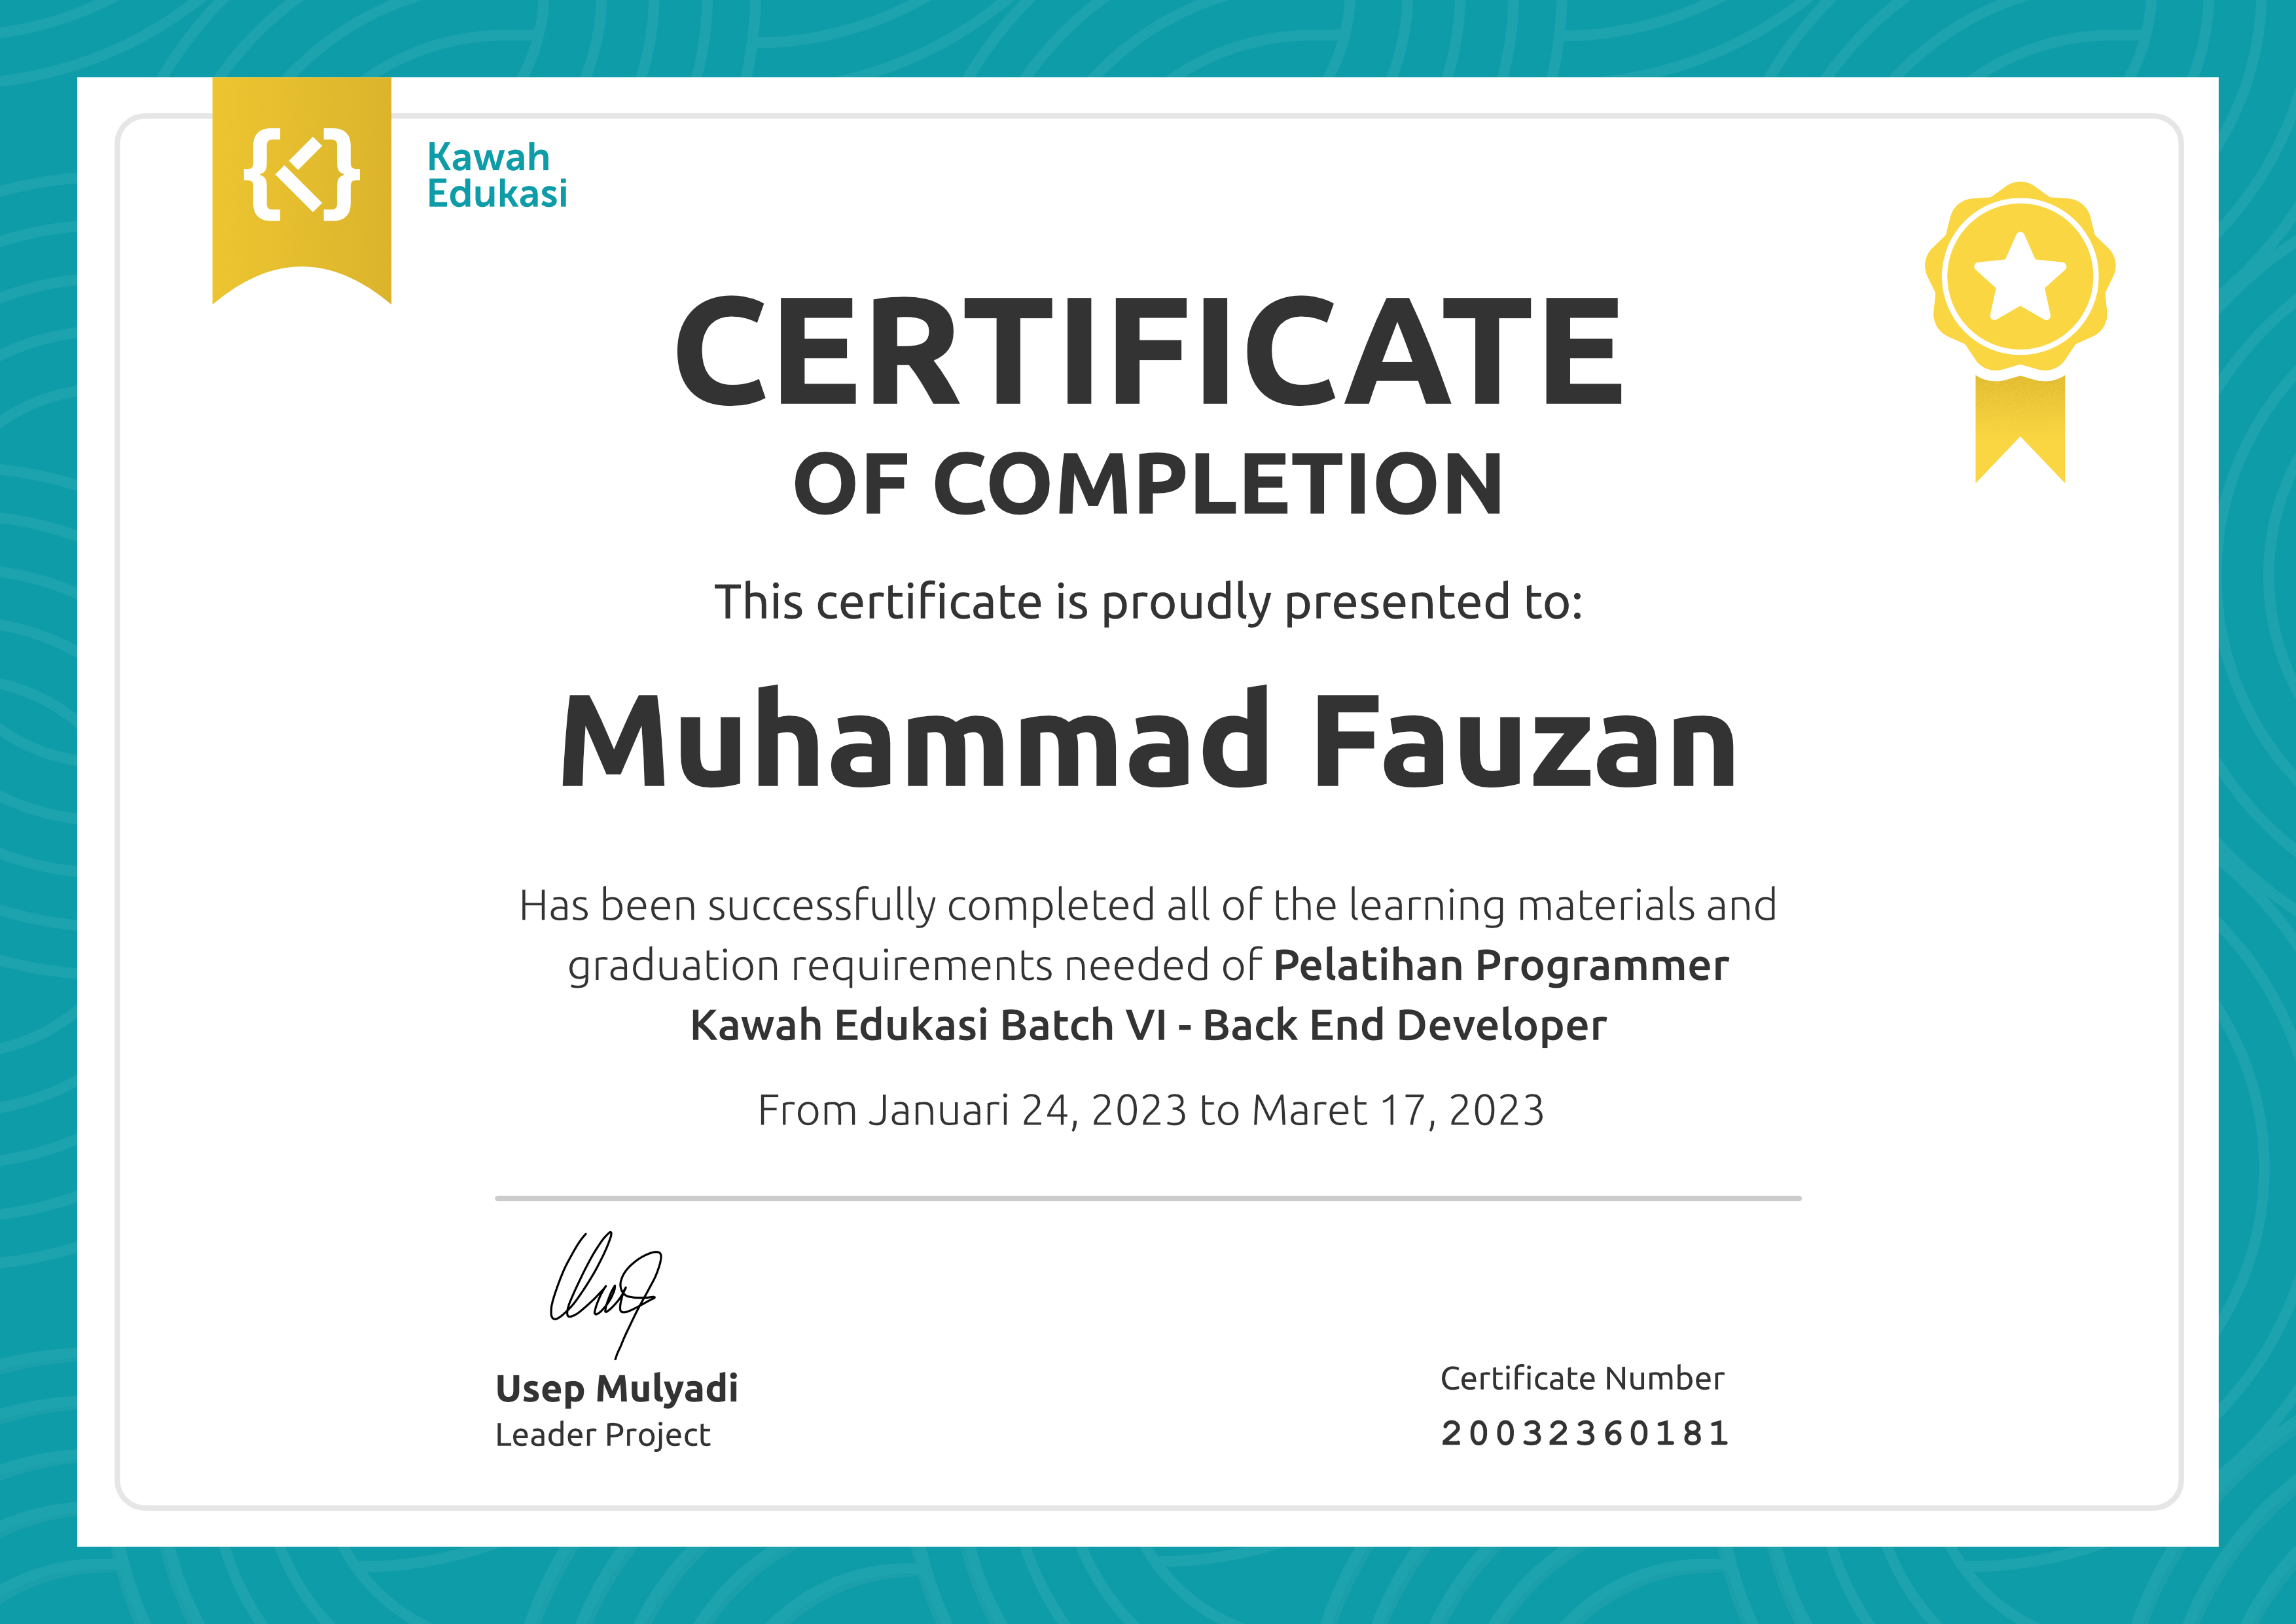 Kawah
Edukasi
CERTIFICATE
OF COMPLETION
This certificate is proudly presented to:
Muhammad Fauzan
Has been successfully completed all of the learning materials and
graduation requirements needed of Pelatihan Programmer
Kawah Edukasi Batch VI - Back End Developer
From Januari 24, 2023 to Maret 17, 2023
Usep Mulyadi
Leader Project
Certificate Number
20032360181